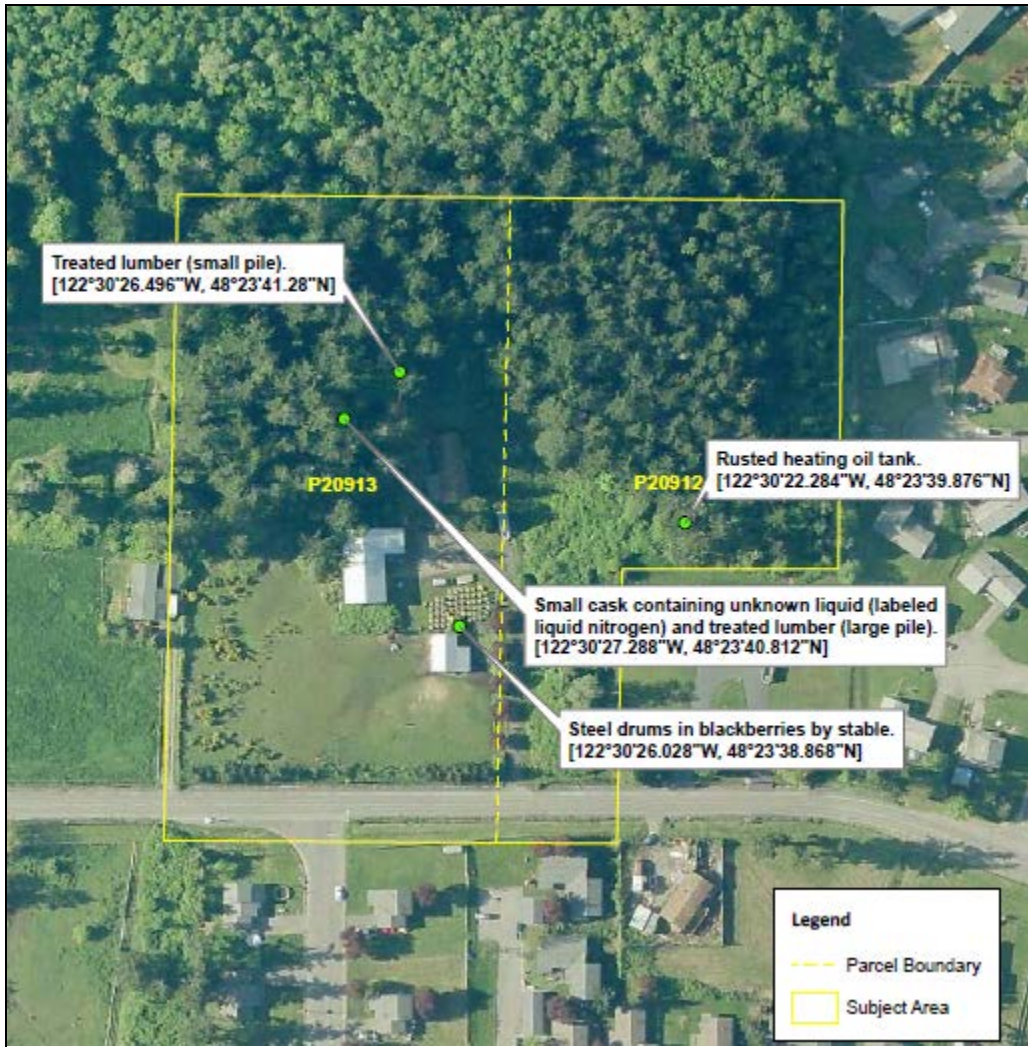 Treated lumber (small pile).
[122°30'26.496"W, 48°23'41.28"N]
P20913
P20912
Rusted heating oil tank.
[122°30'22.284"W, 48°23'39.876"N]
Small cask containing unknown liquid (labeled
liquid nitrogen) and treated lumber (large pile).
[122°30'27.288"W, 48°23'40.812"N]
Steel drums in blackberries by stable.
[122°30'26.028"W, 48°23'38.868"N]
Legend
Parcel Boundary
Subject Area